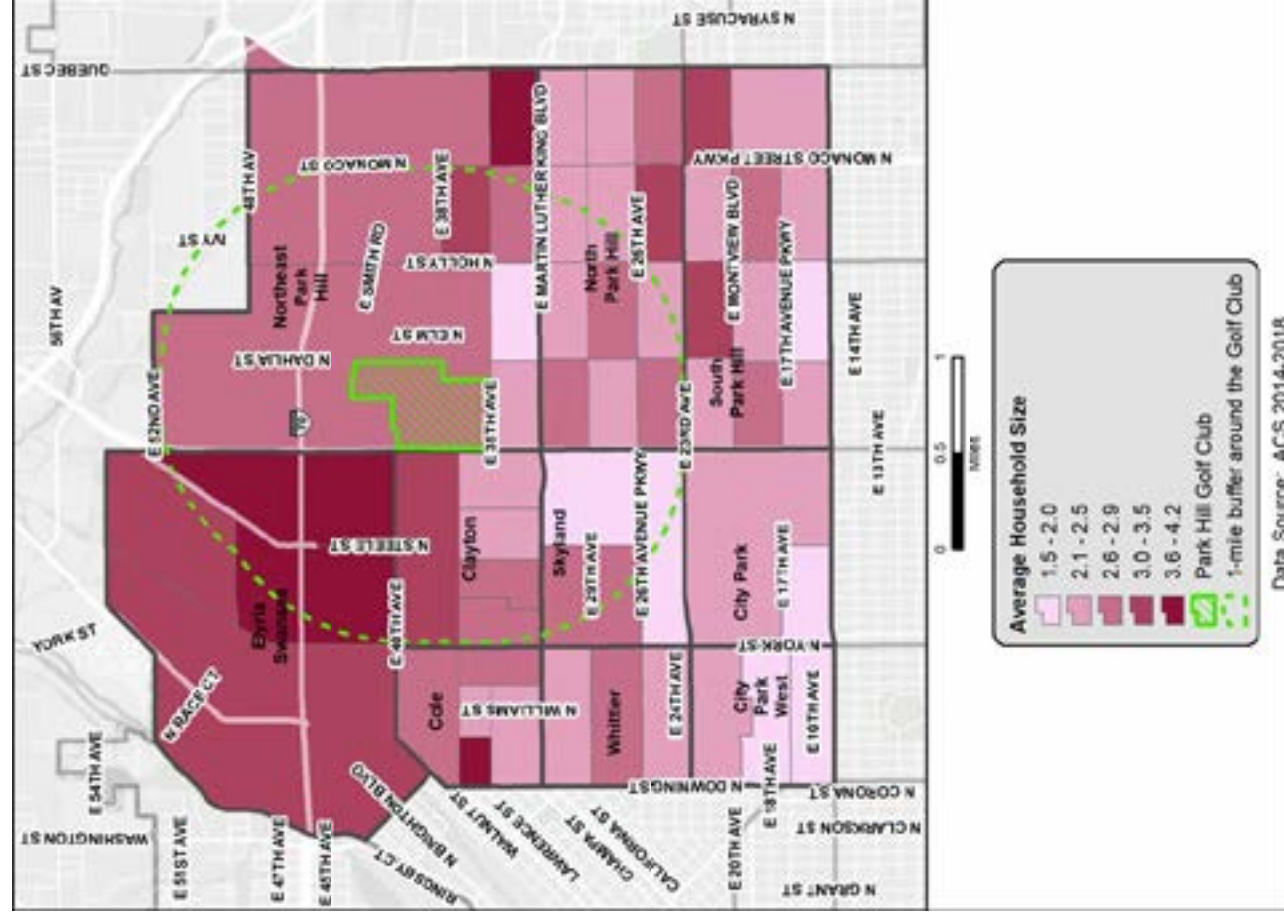 56TH AV
YORK ST
E 54TH AVE
WASHINGTON ST
E 52ND AVE
E 51ST AVE
N RACE CT
48TH AV
IVY ST
QUEBEC ST
E 47TH AVE
E 45TH AVE
Elyria
Swansea
N STEELE ST
70
N DAHLIA ST
Northeast
Park
Hill
N MONACO ST
N BRIGHTON BLVD
RINGSBY CT
E 40TH AVE
E SMITH RD
N ELM ST
N HOLLY ST
E 38TH AVE
Cole
Clayton
E 38TH AVE
WALNUT ST
LAWRENCE ST
CHAMPA ST
CALIFORNIA ST
N WILLIAMS ST
Skyland
E MARTIN LUTHER KING BLVD
Whittier
E 29TH AVE
North
Park Hill
E 26TH AVENUE PKWY
E 26TH AVE
N DOWNING ST
E 24TH AVE
E 23RD AVE
N SYRACUSE ST
E 20TH AVE
E 18TH AVE
City
Park
West
N YORK ST
City Park
South
Park Hill
E MONTVIEW BLVD
N MONACO STREET PKWY
E 17TH AVE
E 17TH AVENUE PKWY
N GRANT ST
N CLARKSON ST
N CORONA ST
E 14TH AVE
E 13TH AVE
0 0.5 1
Miles
Average Household Size
1.5 - 2.0
2.1 - 2.5
2.6 - 2.9
3.0 - 3.5
3.6 - 4.2
Park Hill Golf Club
1-mile buffer around the Golf Club
Data Source: ACS 2014-2018